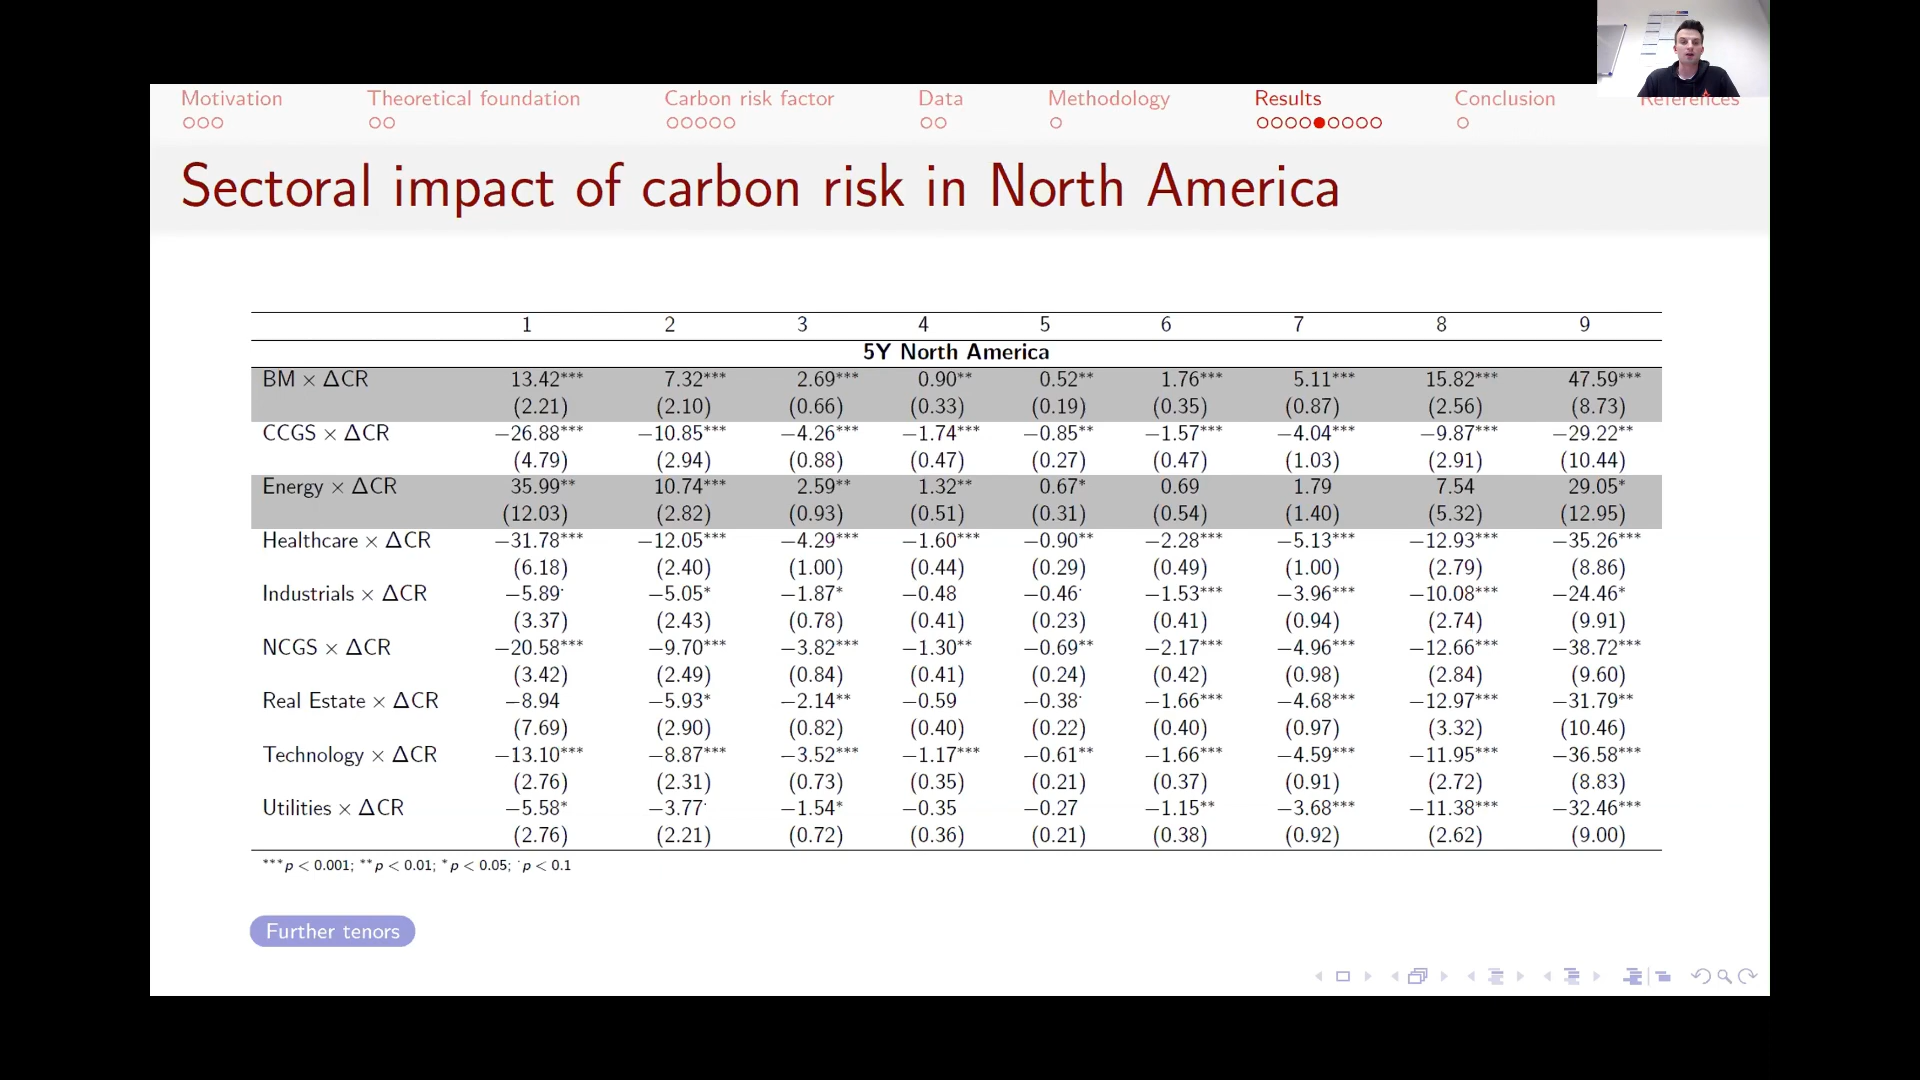 Motivation Theoretical foundation Carbon risk factor Data Methodology Results Conclusion References
Sectoral impact of carbon risk in North America
1 2 3 4 5 6 7 8 9
5Y North America
BM × ΔCR 13.42*** 7.32*** 2.69*** 0.90** 0.52** 1.76*** 5.11*** 15.82*** 47.59***
(2.21) (2.10) (0.66) (0.33) (0.19) (0.35) (0.87) (2.56) (8.73)
CCGS × ΔCR −26.88*** −10.85*** −4.26*** −1.74*** −0.85** −1.57*** −4.04*** −9.87*** −29.22**
(4.79) (2.94) (0.88) (0.47) (0.27) (0.47) (1.03) (2.91) (10.44)
Energy × ΔCR 35.99** 10.74*** 2.59** 1.32** 0.67* 0.69 1.79 7.54 29.05*
(12.03) (2.82) (0.93) (0.51) (0.31) (0.54) (1.40) (5.32) (12.95)
Healthcare × ΔCR −31.78*** −12.05*** −4.29*** −1.60*** −0.90** −2.28*** −5.13*** −12.93*** −35.26***
(6.18) (2.40) (1.00) (0.44) (0.29) (0.49) (1.00) (2.79) (8.86)
Industrials × ΔCR −5.89· −5.05* −1.87* −0.48 −0.46· −1.53*** −3.96*** −10.08*** −24.46*
(3.37) (2.43) (0.78) (0.41) (0.23) (0.41) (0.94) (2.74) (9.91)
NCGS × ΔCR −20.58*** −9.70*** −3.82*** −1.30** −0.69** −2.17*** −4.96*** −12.66*** −38.72***
(3.42) (2.49) (0.84) (0.41) (0.24) (0.42) (0.98) (2.84) (9.60)
Real Estate × ΔCR −8.94 −5.93* −2.14** −0.59 −0.38· −1.66*** −4.68*** −12.97*** −31.79**
(7.69) (2.90) (0.82) (0.40) (0.22) (0.40) (0.97) (3.32) (10.46)
Technology × ΔCR −13.10*** −8.87*** −3.52*** −1.17*** −0.61** −1.66*** −4.59*** −11.95*** −36.58***
(2.76) (2.31) (0.73) (0.35) (0.21) (0.37) (0.91) (2.72) (8.83)
Utilities × ΔCR −5.58* −3.77· −1.54* −0.35 −0.27 −1.15** −3.68*** −11.38*** −32.46***
(2.76) (2.21) (0.72) (0.36) (0.21) (0.38) (0.92) (2.62) (9.00)
***p < 0.001; **p < 0.01; *p < 0.05; ·p < 0.1
Further tenors